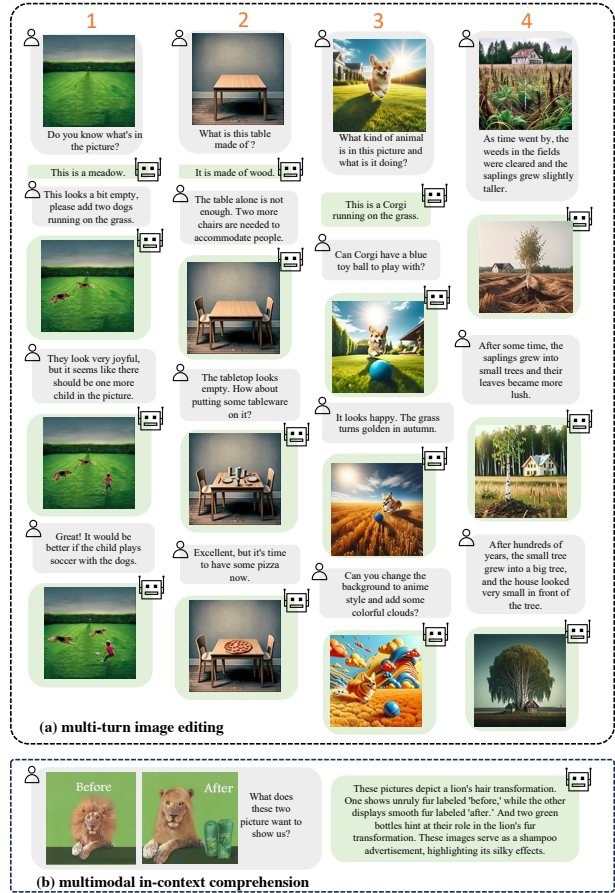 1
Do you know what's in
the picture?
This is a meadow.
This looks a bit empty,
please add two dogs
running on the grass.
They look very joyful,
but it seems like there
should be one more
child in the picture.
Great! It would be
better if the child plays
soccer with the dogs.
2
What is this table
made of ?
It is made of wood.
The table alone is not
enough. Two more
chairs are needed to
accommodate people.
The tabletop looks
empty. How about
putting some tableware
on it?
Excellent, but it's time
to have some pizza
now.
3
What kind of animal
is in this picture and
what is it doing?
This is a Corgi
running on the grass.
Can Corgi have a blue
toy ball to play with?
It looks happy. The grass
turns golden in autumn.
Can you change the
background to anime
style and add some
colorful clouds?
4
As time went by, the
weeds in the fields
were cleared and the
saplings grew slightly
taller.
After some time, the
saplings grew into
small trees and their
leaves became more
lush.
After hundreds of
years, the small tree
grew into a big tree,
and the house looked
very small in front of
the tree.
(a) multi-turn image editing
Before
After
What does
these two
picture want to
show us?
These pictures depict a lion's hair transformation.
One shows unruly fur labeled 'before,' while the other
displays smooth fur labeled 'after.' And two green
bottles hint at their role in the lion's fur
transformation. These images serve as a shampoo
advertisement, highlighting its silky effects.
(b) multimodal in-context comprehension